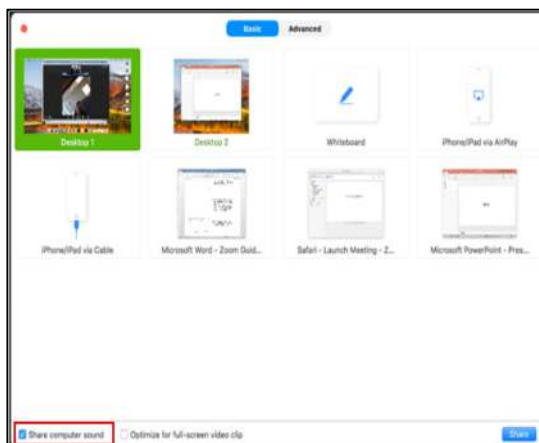 Basic Advanced
Desktop 1 Desktop 2 Whiteboard iPhone/iPad via AirPlay
iPhone/iPad via Cable Microsoft Word - Zoom Guid... Safari - Launch Meeting - Z... Microsoft PowerPoint - Pres...
Share computer sound Optimize for full-screen video clip Share